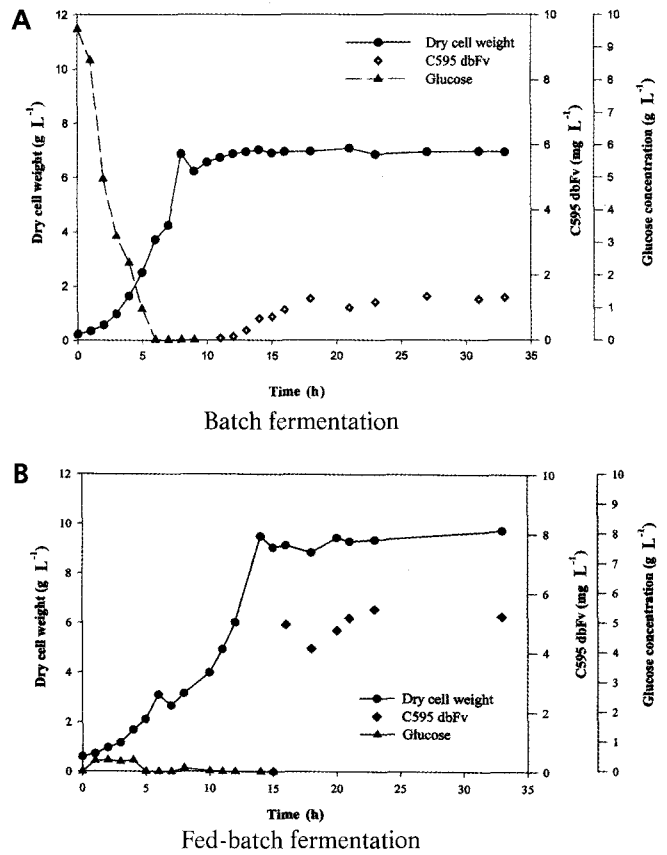 A
Dry cell weight
C595 dbFv
Glucose
Dry cell weight (g L⁻¹)
12
10
8
6
4
2
0
C595 dbFv (mg L⁻¹)
10
8
6
4
2
0
Glucose concentration (g L⁻¹)
10
9
8
7
6
5
4
3
2
1
0
0 5 10 15 20 25 30 35
Time (h)
Batch fermentation
B
Dry cell weight
C595 dbFv
Glucose
Dry cell weight (g L⁻¹)
12
10
8
6
4
2
0
C595 dbFv (mg L⁻¹)
10
8
6
4
2
0
Glucose concentration (g L⁻¹)
10
9
8
7
6
5
4
3
2
1
0
0 5 10 15 20 25 30 35
Time (h)
Fed-batch fermentation